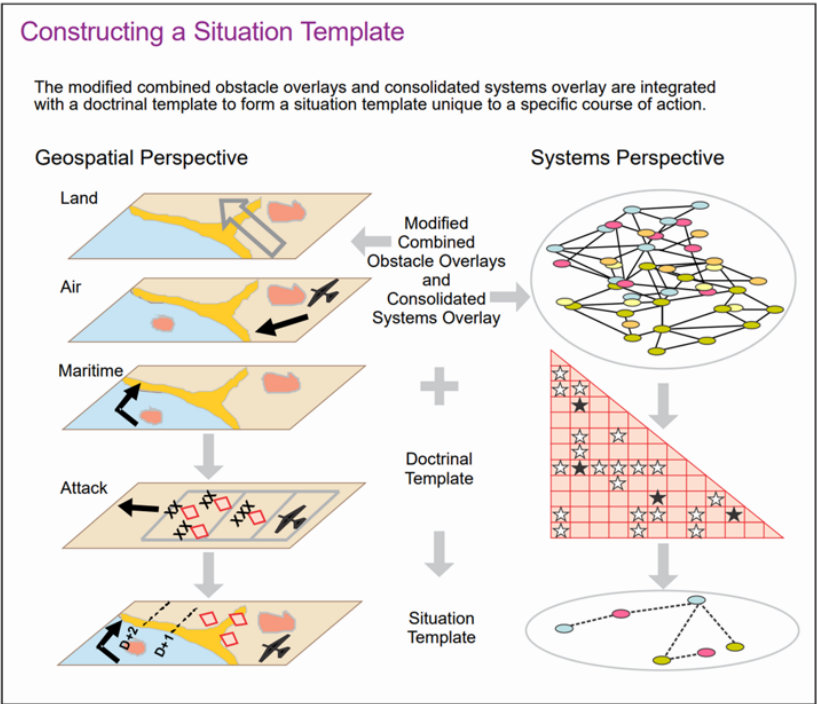 Constructing a Situation Template
The modified combined obstacle overlays and consolidated systems overlay are integrated
with a doctrinal template to form a situation template unique to a specific course of action.
Geospatial Perspective
Systems Perspective
Land
Modified
Combined
Obstacle Overlays
and
Consolidated
Systems Overlay
Air
Maritime
Doctrinal
Template
Attack
XX
XX
XXX
XX
Situation
Template
D+2
D+1